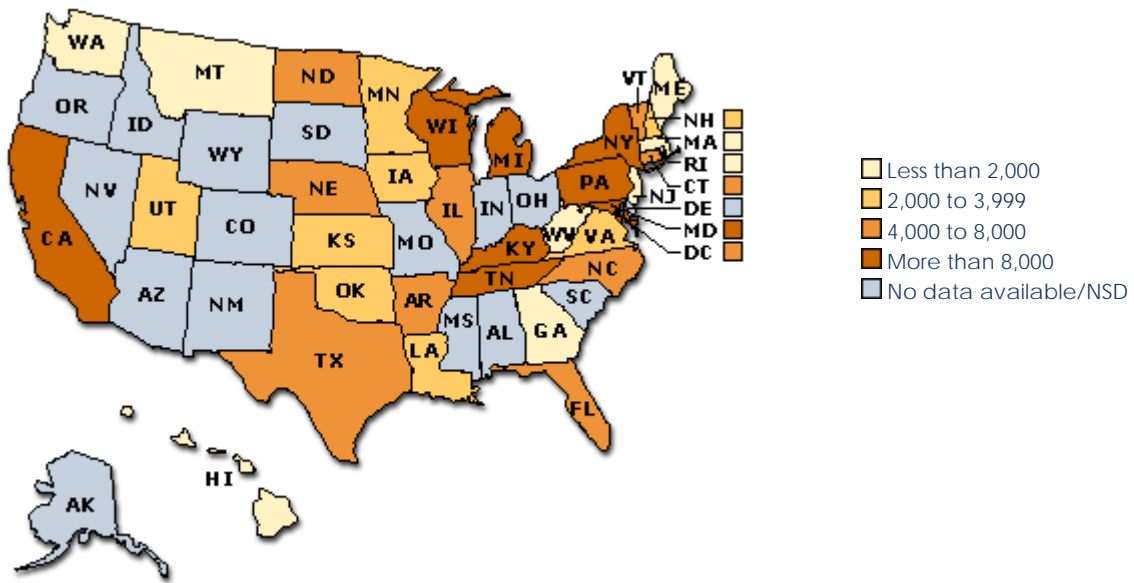 WA
MT
ND
MN
VT
ME
OR
ID
SD
WI
NH
NY
MA
WY
MI
RI
Less than 2,000
NE
IA
PA
CT
NV
UT
IL
IN
OH
NJ
DE
2,000 to 3,999
CO
MO
WV
VA
MD
4,000 to 8,000
CA
KS
KY
DC
More than 8,000
AZ
NM
OK
AR
TN
NC
No data available/NSD
MS
AL
GA
SC
TX
LA
FL
HI
AK